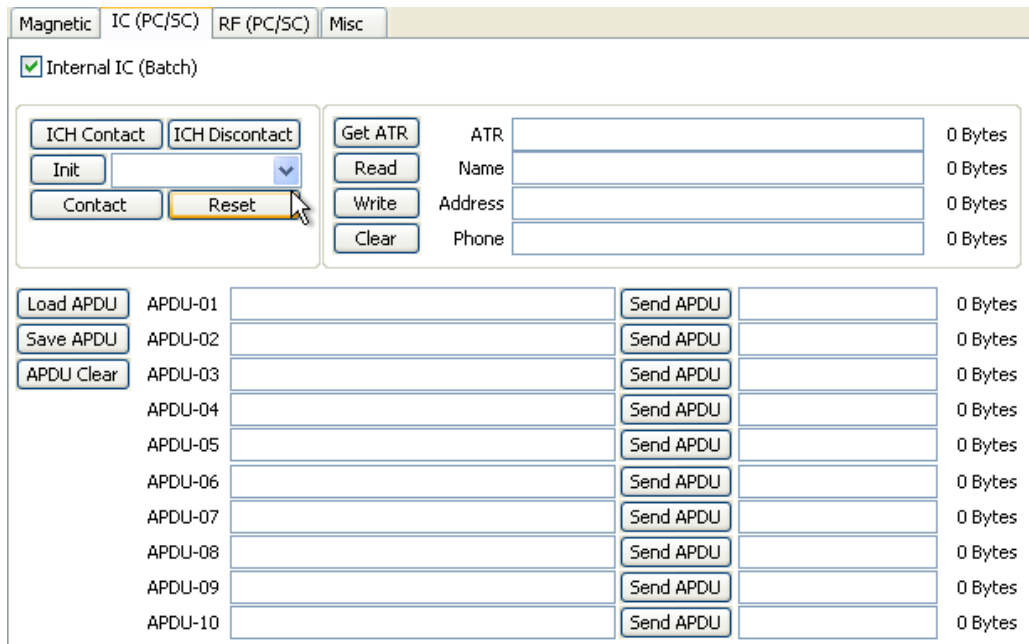 Magnetic IC (PC/SC) RF (PC/SC) Misc
Internal IC (Batch)
ICH Contact ICH Discontact Get ATR ATR 0 Bytes
Init Read Name 0 Bytes
Contact Reset Write Address 0 Bytes
Clear Phone 0 Bytes
Load APDU APDU-01 Send APDU 0 Bytes
Save APDU APDU-02 Send APDU 0 Bytes
APDU Clear APDU-03 Send APDU 0 Bytes
APDU-04 Send APDU 0 Bytes
APDU-05 Send APDU 0 Bytes
APDU-06 Send APDU 0 Bytes
APDU-07 Send APDU 0 Bytes
APDU-08 Send APDU 0 Bytes
APDU-09 Send APDU 0 Bytes
APDU-10 Send APDU 0 Bytes